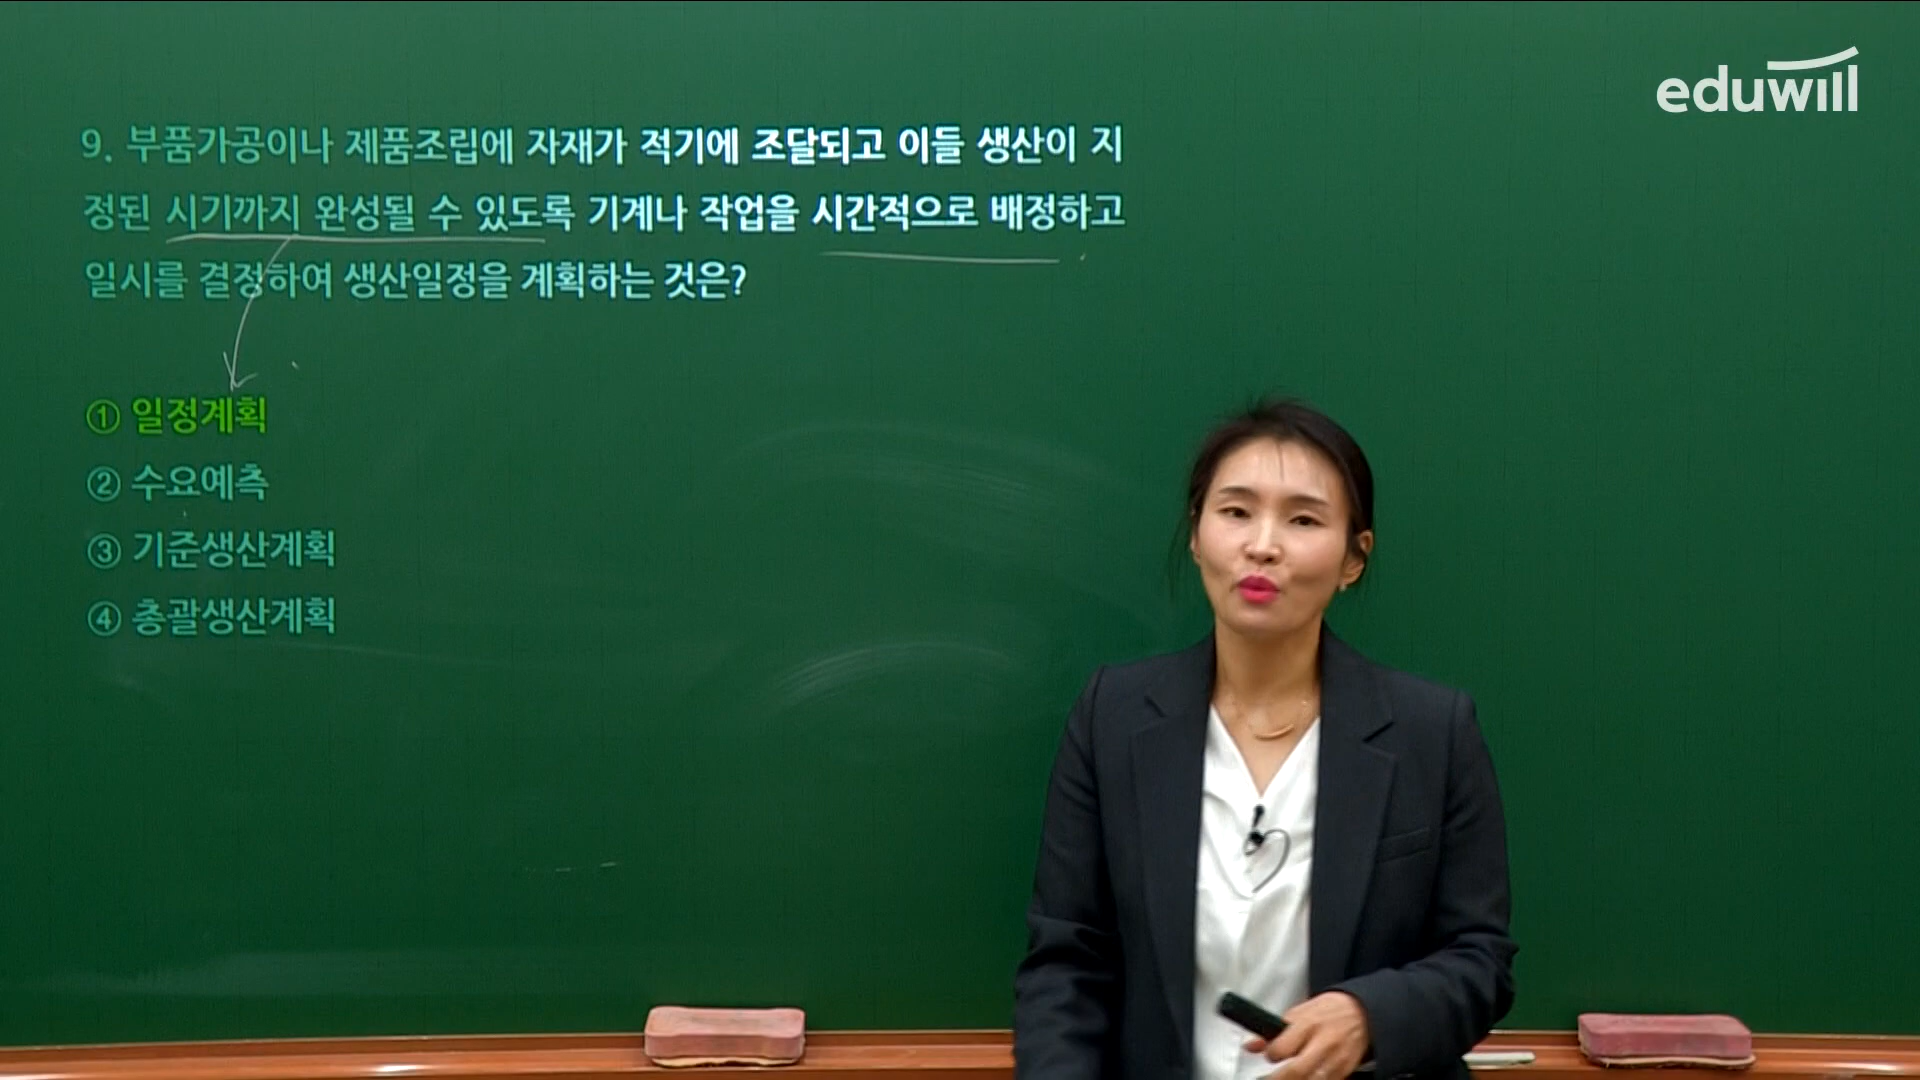 eduwill
9. 부품가공이나 제품조립에 자재가 적기에 조달되고 이들 생산이 지
정된 시기까지 완성될 수 있도록 기계나 작업을 시간적으로 배정하고
일시를 결정하여 생산일정을 계획하는 것은?
① 일정계획
② 수요예측
③ 기준생산계획
④ 총괄생산계획